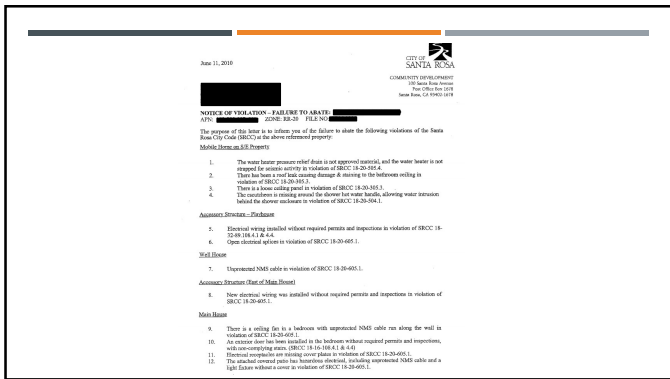 June 11, 2010
CITY OF
SANTA ROSA
COMMUNITY DEVELOPMENT
100 Santa Rosa Avenue
Post Office Box 1678
Santa Rosa, CA 95402-1678
NOTICE OF VIOLATION – FAILURE TO ABATE:
APN: ZONE: RR-20 FILE NO
The purpose of this letter is to inform you of the failure to abate the following violations of the Santa
Rosa City Code (SRCC) at the above referenced property:
Mobile Home on S/E Property
1. The water heater pressure relief drain is not approved material, and the water heater is not
strapped for seismic activity in violation of SRCC 18-20-505.4.
2. There has been a roof leak causing damage & staining to the bathroom ceiling in
violation of SRCC 18-20-305.3.
3. There is a loose ceiling panel in violation of SRCC 18-20-305.3.
4. The escutcheon is missing around the shower hot water handle, allowing water intrusion
behind the shower enclosure in violation of SRCC 18-20-504.1.
Accessory Structure – Playhouse
5. Electrical wiring installed without required permits and inspections in violation of SRCC 18-
32-89.108.4.1 & 4.4.
6. Open electrical splices in violation of SRCC 18-20-605.1.
Well House
7. Unprotected NMS cable in violation of SRCC 18-20-605.1.
Accessory Structure (East of Main House)
8. New electrical wiring was installed without required permits and inspections in violation of
SRCC 18-20-605.1.
Main House
9. There is a ceiling fan in a bedroom with unprotected NMS cable run along the wall in
violation of SRCC 18-20-605.1.
10. An exterior door has been installed in the bedroom without required permits and inspections,
with non-complying stairs. (SRCC 18-16-108.4.1 & 4.4)
11. Electrical receptacles are missing cover plates in violation of SRCC 18-20-605.1.
12. The attached covered patio has hazardous electrical, including unprotected NMS cable and a
light fixture without a cover in violation of SRCC 18-20-605.1.